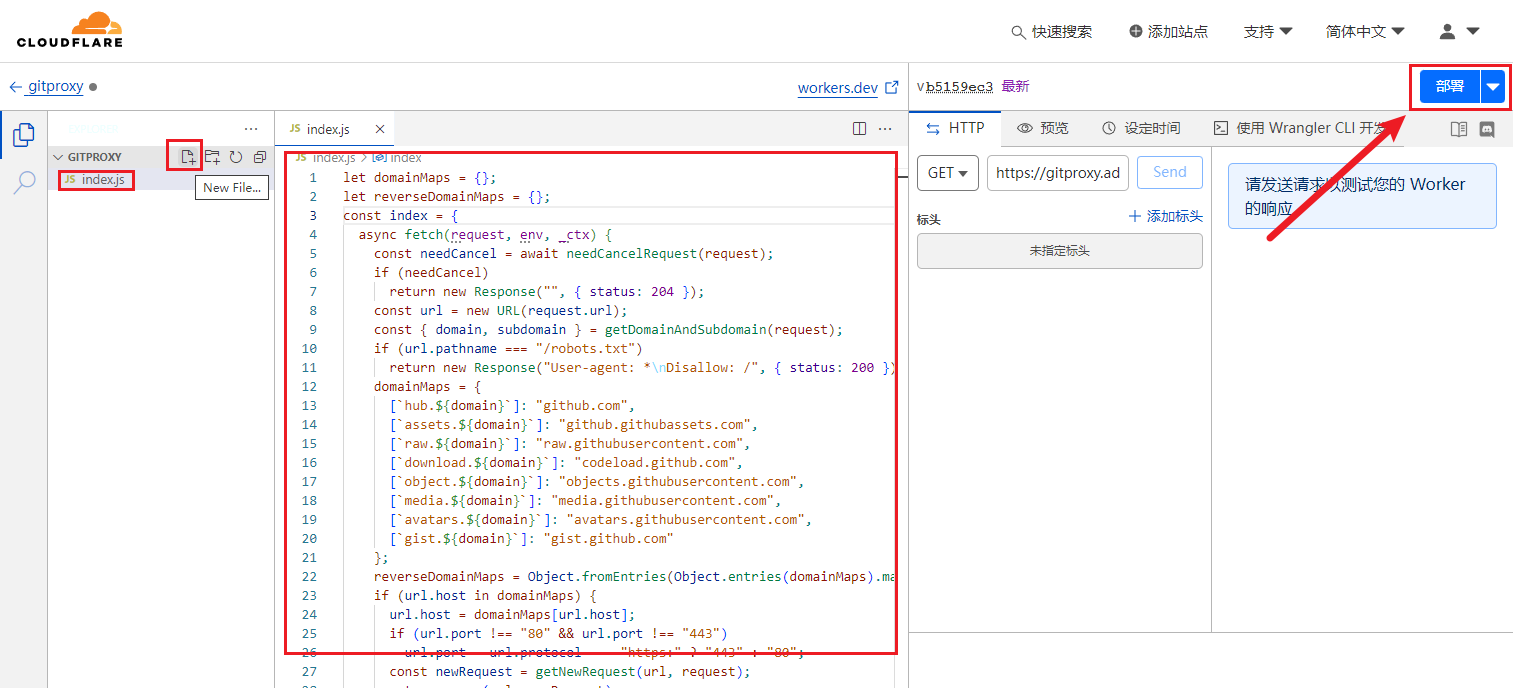 CLOUDFLARE
快速搜索
添加站点
支持
简体中文
gitproxy
workers.dev
vb5159ec3 最新
部署
GITPROXY
JS index.js
New File...
JS index.js
HTTP
预览
设定时间
使用 Wrangler CLI 开发
JS index.js > index
1 let domainMaps = {};
2 let reverseDomainMaps = {};
3 const index = {
4 async fetch(request, env, _ctx) {
5 const needCancel = await needCancelRequest(request);
6 if (needCancel)
7 return new Response("", { status: 204 });
8 const url = new URL(request.url);
9 const { domain, subdomain } = getDomainAndSubdomain(request);
10 if (url.pathname === "/robots.txt")
11 return new Response("User-agent: *\nDisallow: /", { status: 200 })
12 domainMaps = {
13 [`hub.${domain}`]: "github.com",
14 [`assets.${domain}`]: "github.githubassets.com",
15 [`raw.${domain}`]: "raw.githubusercontent.com",
16 [`download.${domain}`]: "codeload.github.com",
17 [`object.${domain}`]: "objects.githubusercontent.com",
18 [`media.${domain}`]: "media.githubusercontent.com",
19 [`avatars.${domain}`]: "avatars.githubusercontent.com",
20 [`gist.${domain}`]: "gist.github.com"
21 };
22 reverseDomainMaps = Object.fromEntries(Object.entries(domainMaps).ma
23 if (url.host in domainMaps) {
24 url.host = domainMaps[url.host];
25 if (url.port !== "80" && url.port !== "443")
26 url.port url.protocol "https:" ? "443" : "80";
27 const newRequest = getNewRequest(url, request);
28
GET
https://gitproxy.ad
Send
标头
添加标头
未指定标头
请发送请求以测试您的 Worker
的响应